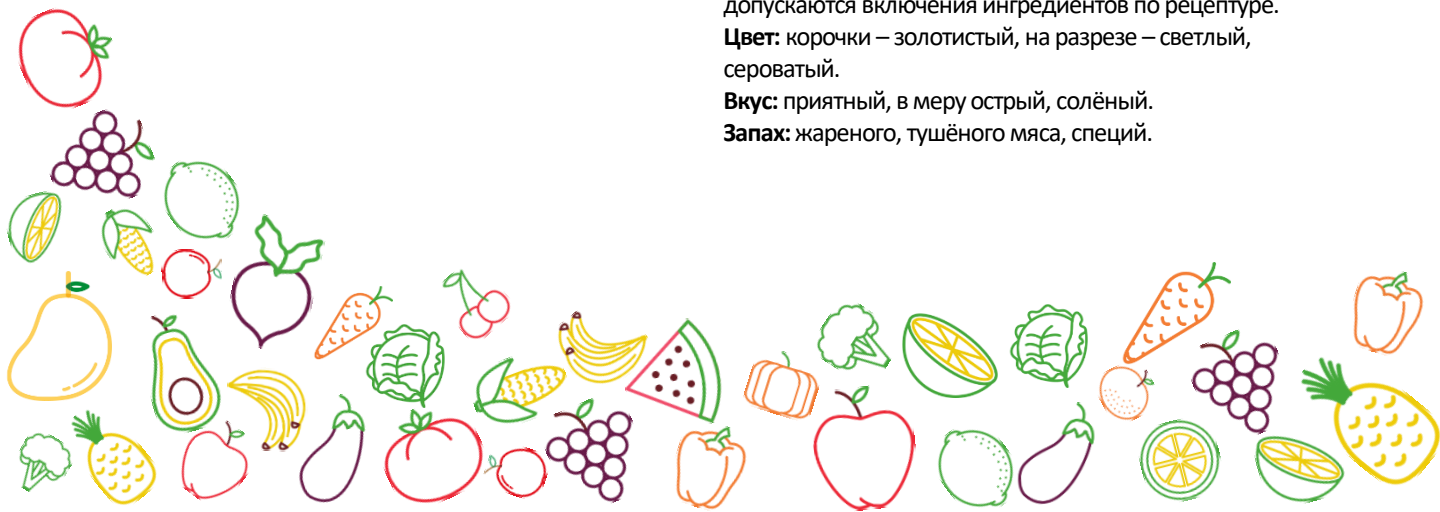 допускаются включения ингредиентов по рецептуре.
Цвет: корочки – золотистый, на разрезе – светлый,
сероватый.
Вкус: приятный, в меру острый, солёный.
Запах: жареного, тушёного мяса, специй.